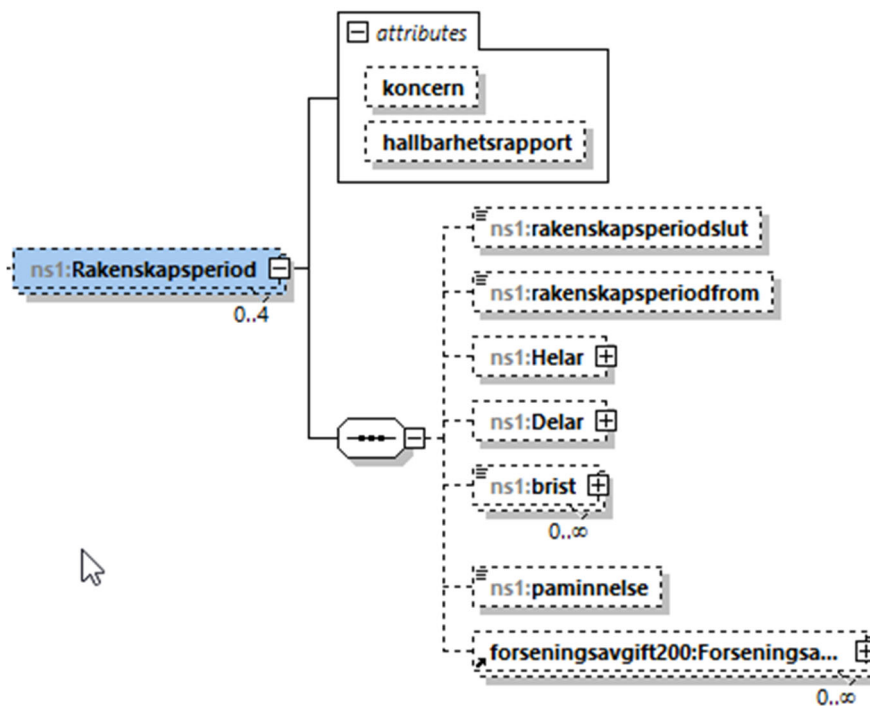 attributes
koncern
hallbarhetsrapport
ns1:rakenskapsperiodslut
ns1:Rakenskapsperiod
0..4
ns1:rakenskapsperiodfrom
ns1:Helar
ns1:Delar
ns1:brist
0..∞
ns1:paminnelse
forseningsavgift200:Forseningsa...
0..∞